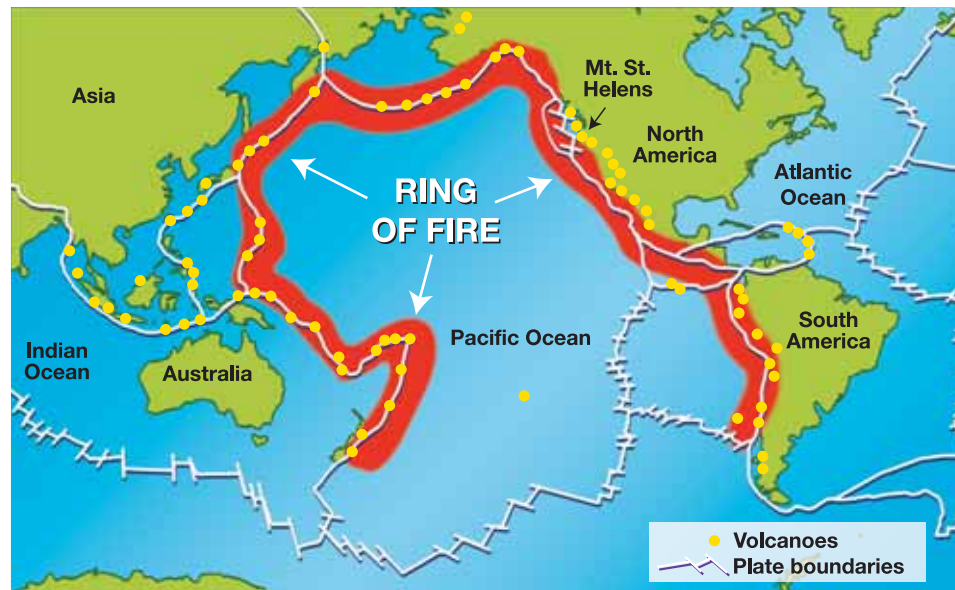 Asia
Mt. St.
Helens
North
America
Atlantic
Ocean
RING
OF FIRE
Pacific Ocean
South
America
Indian
Ocean
Australia
Volcanoes
Plate boundaries